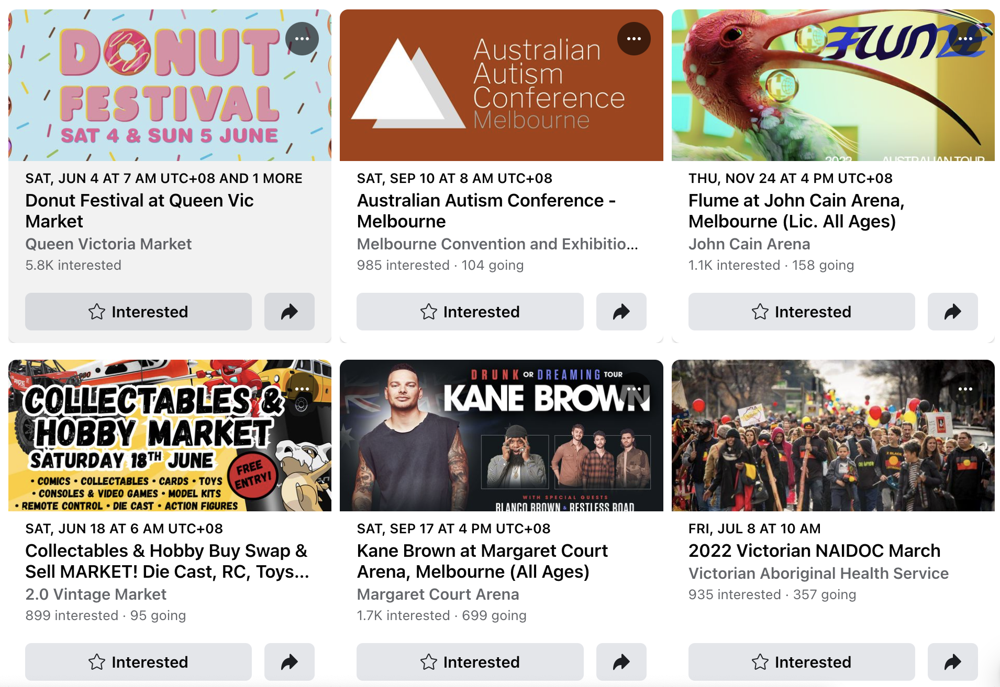 DONUT
FESTIVAL
SAT 4 & SUN 5 JUNE
SAT, JUN 4 AT 7 AM UTC+08 AND 1 MORE
Donut Festival at Queen Vic
Market
Queen Victoria Market
5.8K interested
Interested
Australian
Autism
Conference
Melbourne
SAT, SEP 10 AT 8 AM UTC+08
Australian Autism Conference -
Melbourne
Melbourne Convention and Exhibitio...
985 interested · 104 going
Interested
FLUME
2022 AUSTRALIAN TOUR
THU, NOV 24 AT 4 PM UTC+08
Flume at John Cain Arena,
Melbourne (Lic. All Ages)
John Cain Arena
1.1K interested · 158 going
Interested
RIDE
COLLECTABLES &
HOBBY MARKET
SATURDAY 18TH JUNE
FREE
ENTRY!
• COMICS • COLLECTABLES • CARDS • TOYS
• CONSOLES & VIDEO GAMES • MODEL KITS
• REMOTE CONTROL • DIE CAST • ACTION FIGURES
SAT, JUN 18 AT 6 AM UTC+08
Collectables & Hobby Buy Swap &
Sell MARKET! Die Cast, RC, Toys...
2.0 Vintage Market
899 interested · 95 going
Interested
DRUNK OR DREAMING TOUR
KANE BROWN
WITH SPECIAL GUESTS
BLANCO BROWN & RESTLESS ROAD
SAT, SEP 17 AT 4 PM UTC+08
Kane Brown at Margaret Court
Arena, Melbourne (All Ages)
Margaret Court Arena
1.7K interested · 699 going
Interested
FRI, JUL 8 AT 10 AM
2022 Victorian NAIDOC March
Victorian Aboriginal Health Service
935 interested · 357 going
Interested